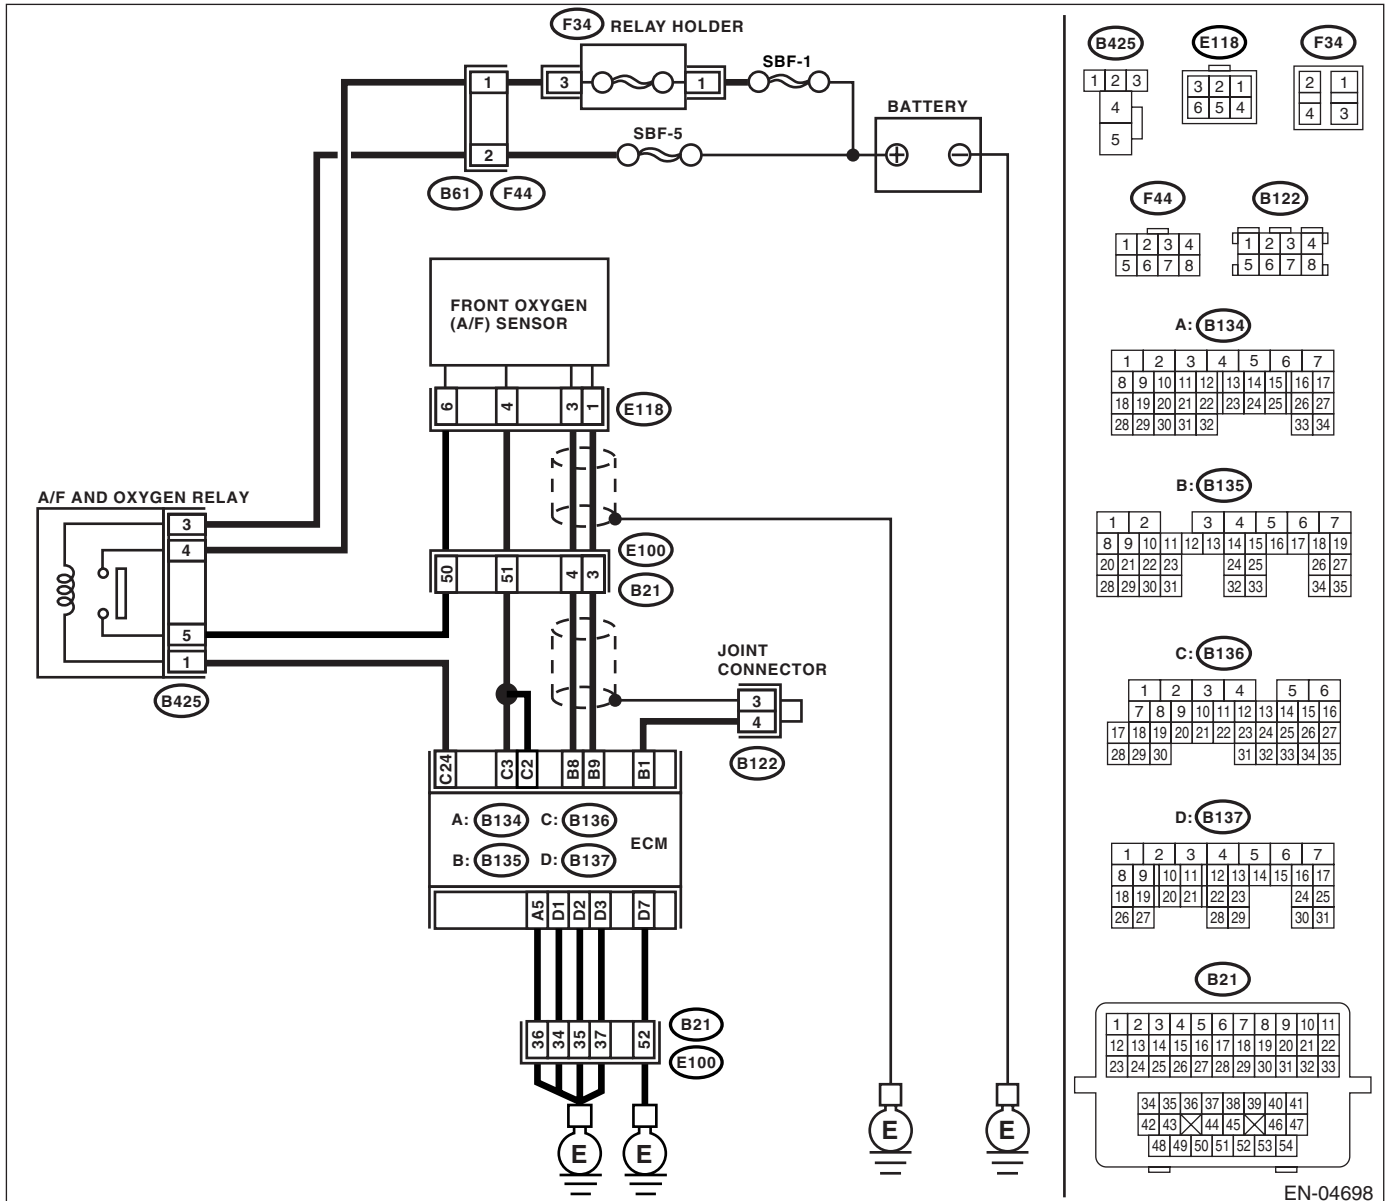 F34 RELAY HOLDER
SBF-1
1 3 1
BATTERY
SBF-5
2
B61 F44
FRONT OXYGEN
(A/F) SENSOR
6 4 3 1
E118
A/F AND OXYGEN RELAY
3
4
5
1
B425
E100
50 51 4 3
B21
JOINT
CONNECTOR
3
4
B122
C24 C3 C2 B8 B9 B1
A: B134 C: B136
B: B135 D: B137
ECM
A5 D1 D2 D3 D7
36 34 35 37 52
B21
E100
E E E E
B425 E118 F34
1 2 3
4
5
3 2 1
6 5 4
2 1
4 3
F44 B122
1 2 3 4
5 6 7 8
1 2 3 4
5 6 7 8
A: B134
1 2 3 4 5 6 7
8 9 10 11 12 13 14 15 16 17
18 19 20 21 22 23 24 25 26 27
28 29 30 31 32 33 34
B: B135
1 2 3 4 5 6 7
8 9 10 11 12 13 14 15 16 17 18 19
20 21 22 23 24 25 26 27
28 29 30 31 32 33 34 35
C: B136
1 2 3 4 5 6
7 8 9 10 11 12 13 14 15 16
17 18 19 20 21 22 23 24 25 26 27
28 29 30 31 32 33 34 35
D: B137
1 2 3 4 5 6 7
8 9 10 11 12 13 14 15 16 17
18 19 20 21 22 23 24 25
26 27 28 29 30 31
B21
1 2 3 4 5 6 7 8 9 10 11
12 13 14 15 16 17 18 19 20 21 22
23 24 25 26 27 28 29 30 31 32 33
34 35 36 37 38 39 40 41
42 43 44 45 46 47
48 49 50 51 52 53 54
EN-04698